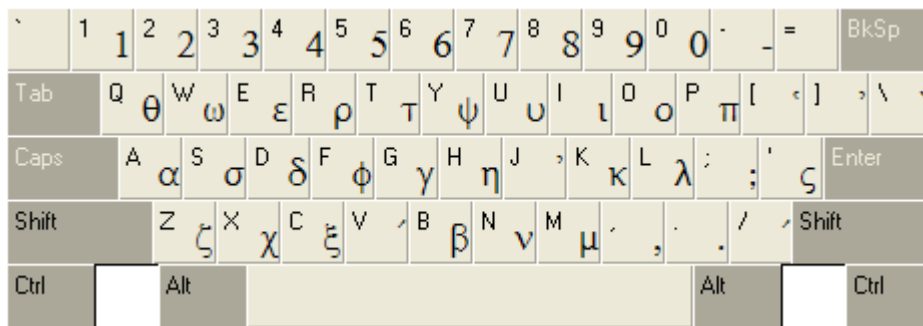 ` 1 1 2 2 3 3 4 4 5 5 6 6 7 7 8 8 9 9 0 0 - - = BkSp
Tab Q θ W ω E ε R ρ T τ Y ψ U υ I ι O ο P π [ ] \
Caps A α S σ D δ F φ G γ H η J K κ L λ ; ; ' ς Enter
Shift Z ζ X χ C ξ V B β N ν M μ , , . . / Shift
Ctrl Alt Alt Ctrl